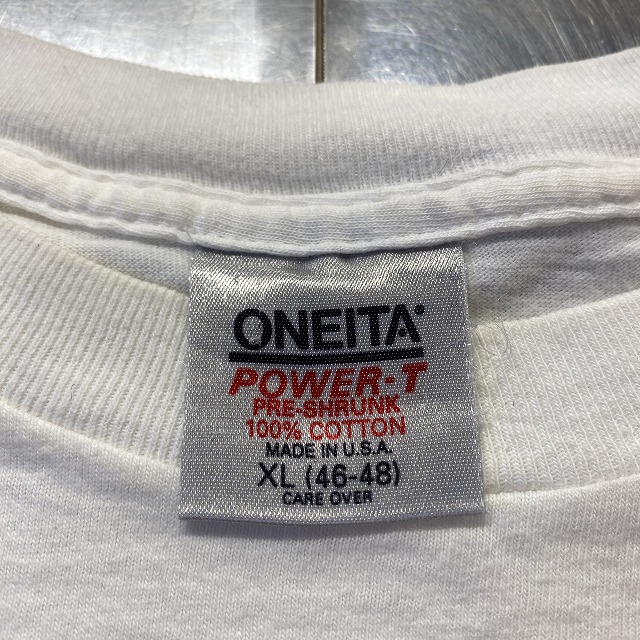 ONEITA®
POWER-T
PRE-SHRUNK
100% COTTON
MADE IN U.S.A.
XL (46-48)
CARE OVER